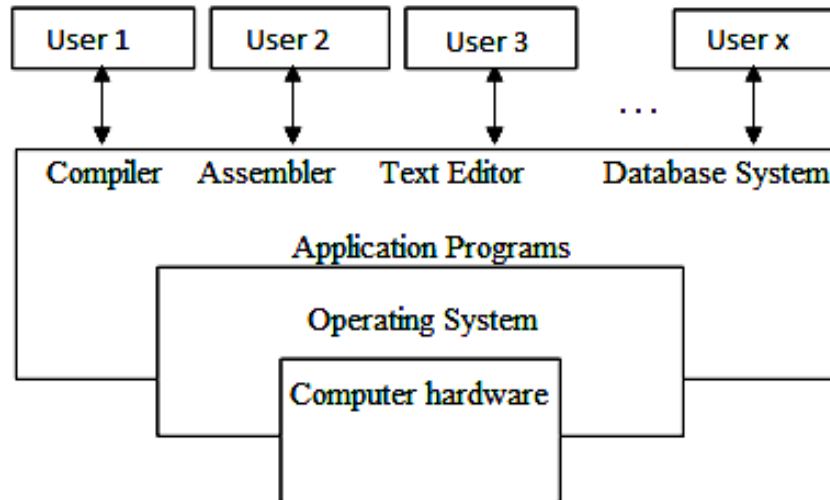 User 1 User 2 User 3 User x
...
Compiler Assembler Text Editor Database System
Application Programs
Operating System
Computer hardware